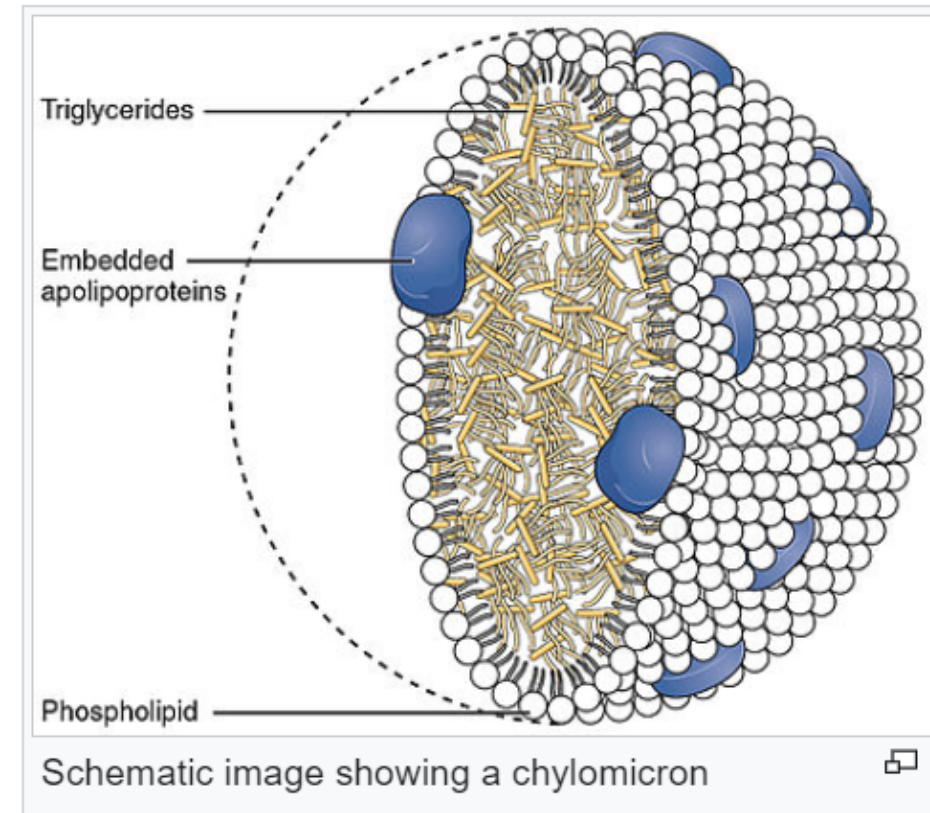 Triglycerides
Embedded
apolipoproteins
Phospholipid
Schematic image showing a chylomicron